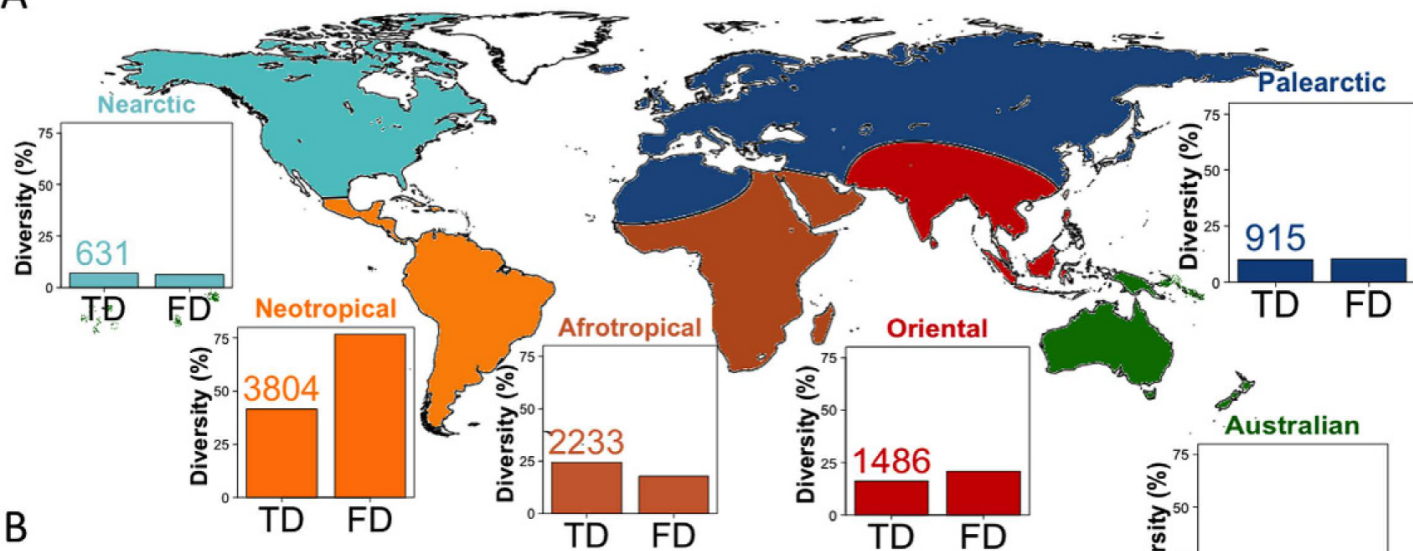 Nearctic
Diversity (%)
75
50
25
0
631
TD FD
Neotropical
Diversity (%)
75
50
25
0
3804
TD FD
Afrotropical
Diversity (%)
75
50
25
0
2233
TD FD
Oriental
Diversity (%)
75
50
25
0
1486
TD FD
Palearctic
Diversity (%)
75
50
25
0
915
TD FD
Australian
75
50
B